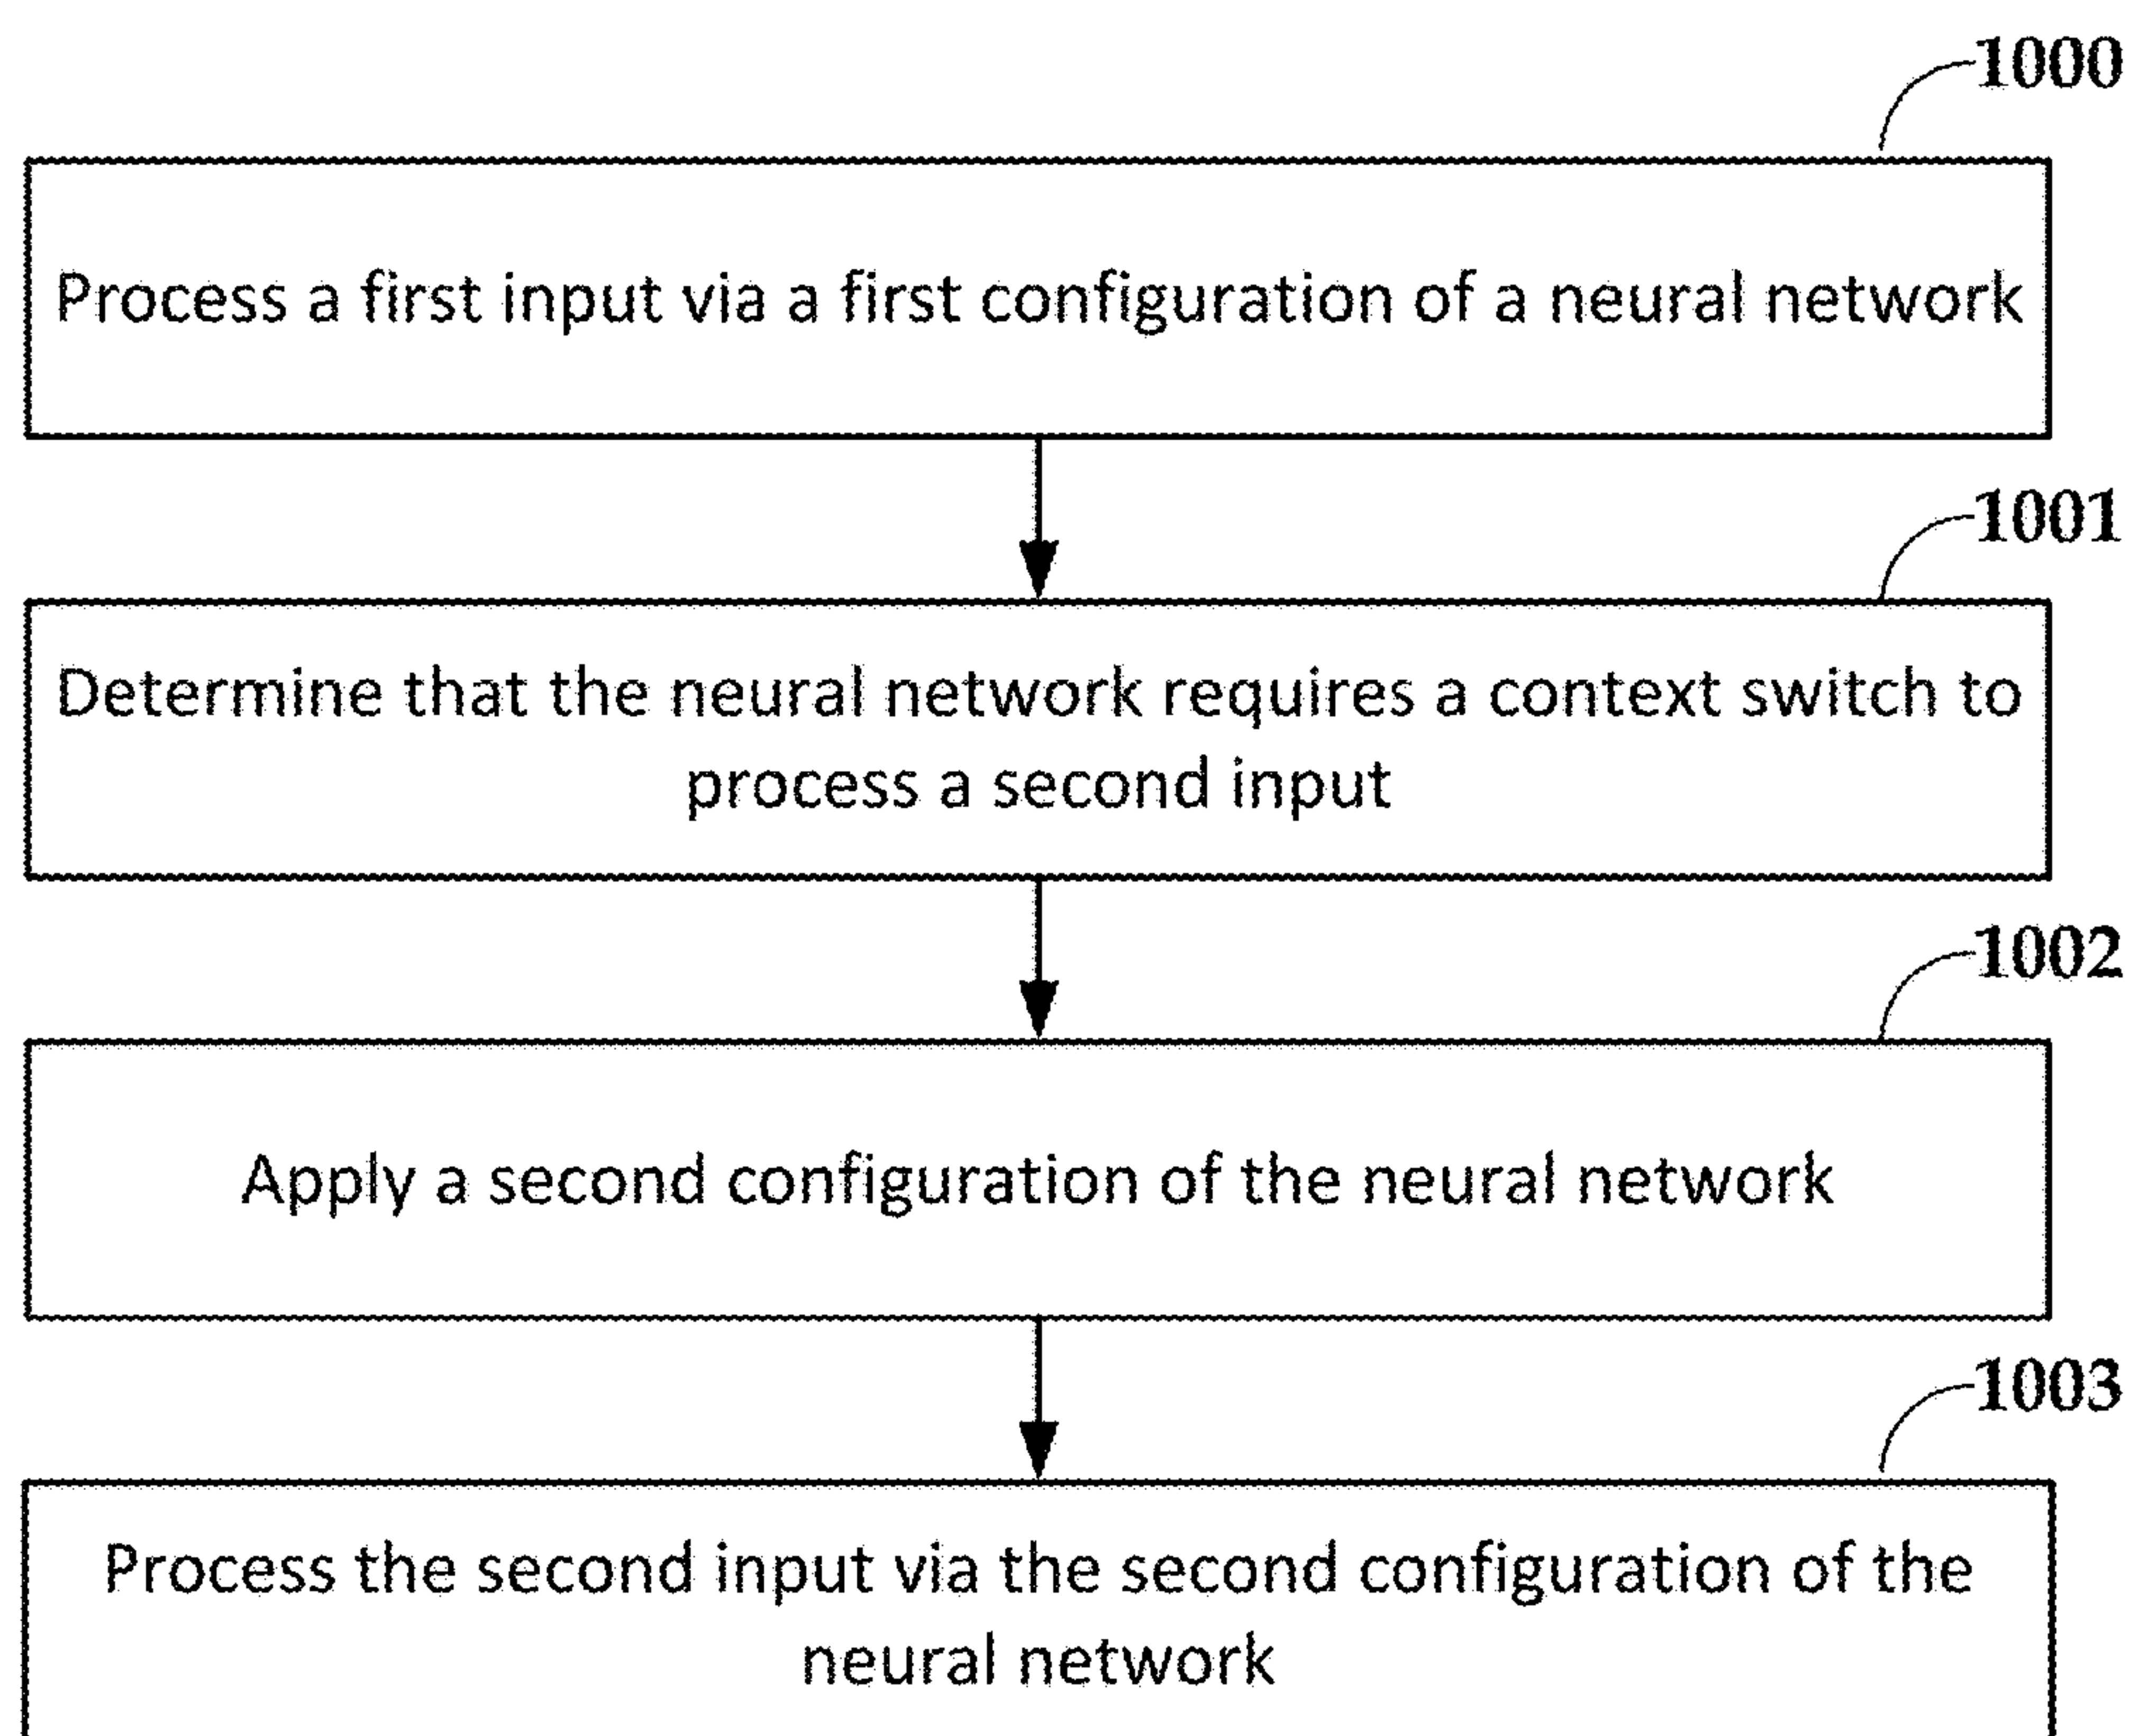 1000
Process a first input via a first configuration of a neural network
1001
Determine that the neural network requires a context switch to
process a second input
1002
Apply a second configuration of the neural network
1003
Process the second input via the second configuration of the
neural network